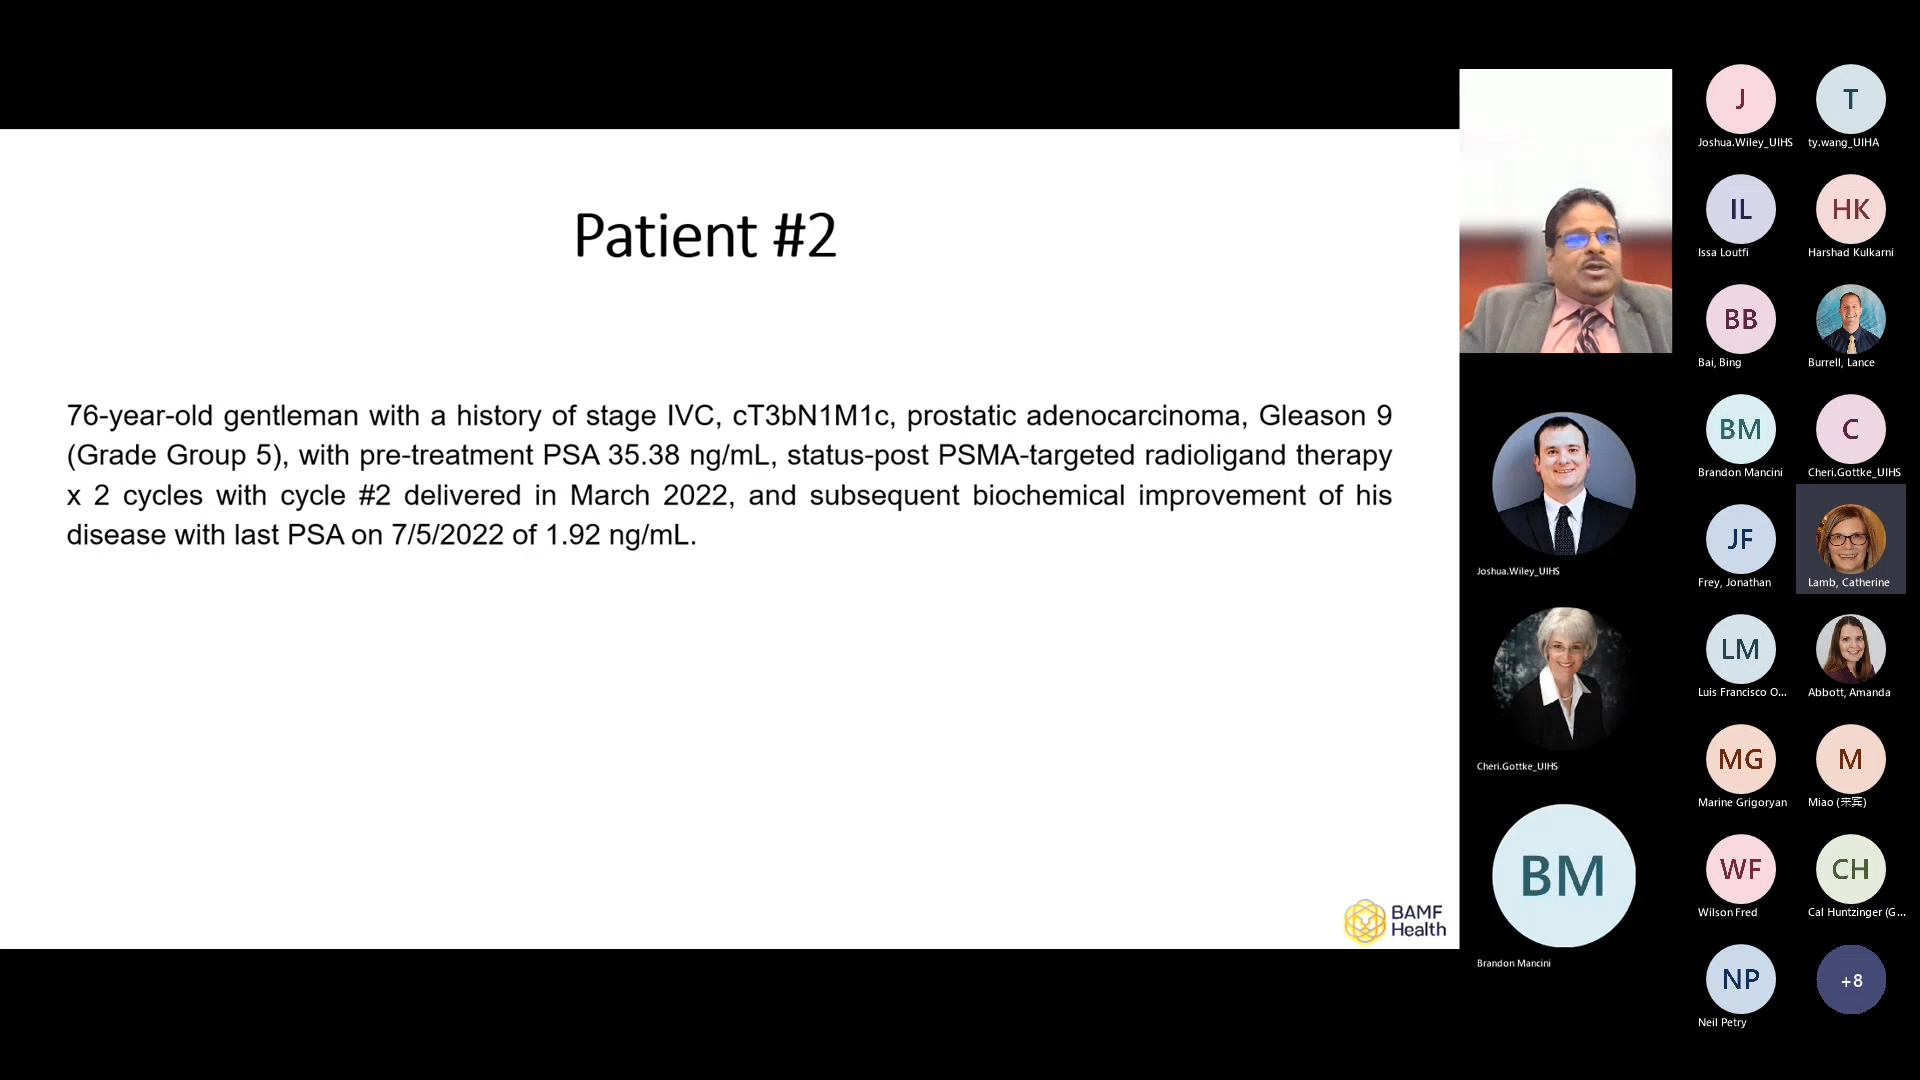 Patient #2
76-year-old gentleman with a history of stage IVC, cT3bN1M1c, prostatic adenocarcinoma, Gleason 9
(Grade Group 5), with pre-treatment PSA 35.38 ng/mL, status-post PSMA-targeted radioligand therapy
x 2 cycles with cycle #2 delivered in March 2022, and subsequent biochemical improvement of his
disease with last PSA on 7/5/2022 of 1.92 ng/mL.
BAMF
Health
Joshua.Wiley_UIHS
Cheri.Gottke_UIHS
BM
Brandon Mancini
J
Joshua.Wiley_UIHS
T
ty.wang_UIHA
IL
Issa Loutfi
HK
Harshad Kulkarni
BB
Bai, Bing
Burrell, Lance
BM
Brandon Mancini
C
Cheri.Gottke_UIHS
JF
Frey, Jonathan
Lamb, Catherine
LM
Luis Francisco O...
Abbott, Amanda
MG
Marine Grigoryan
M
Miao (来宾)
WF
Wilson Fred
CH
Cal Huntzinger (G...
NP
Neil Petry
+8